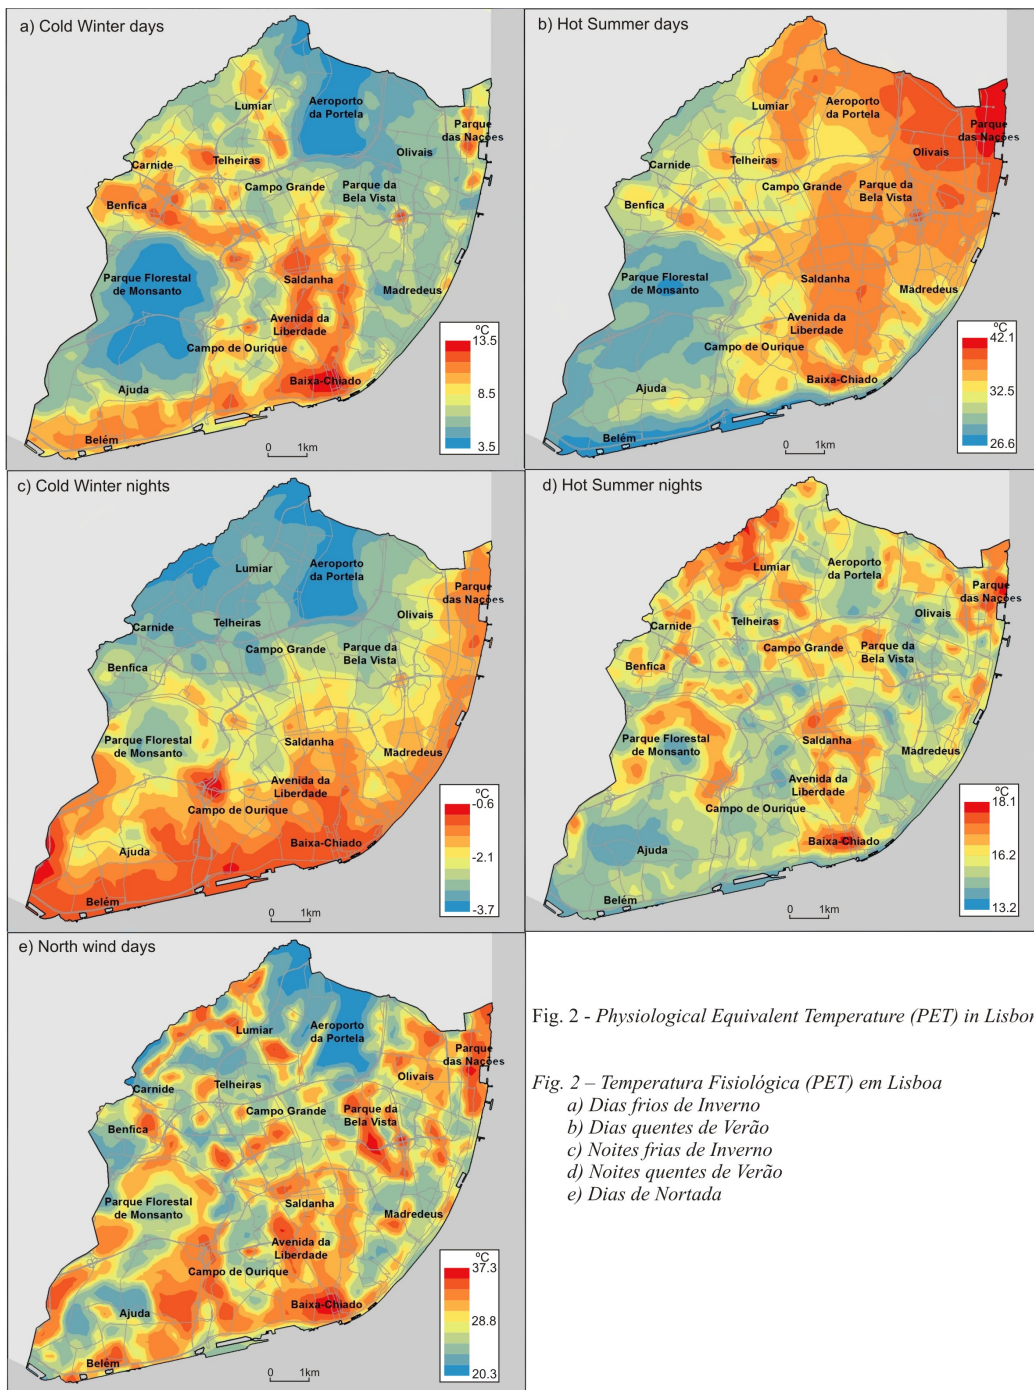 a) Cold Winter days
Lumiar
Aeroporto
da Portela
Parque
das Nações
Olivais
Carnide
Telheiras
Campo Grande
Parque da
Bela Vista
Benfica
Parque Florestal
de Monsanto
Saldanha
Madredeus
Avenida da
Liberdade
Campo de Ourique
Ajuda
Baixa-Chiado
Belém
0 1km
ºC
13.5
8.5
3.5
b) Hot Summer days
Lumiar
Aeroporto
da Portela
Parque
das Nações
Olivais
Carnide
Telheiras
Campo Grande
Parque da
Bela Vista
Benfica
Parque Florestal
de Monsanto
Saldanha
Madredeus
Avenida da
Liberdade
Campo de Ourique
Ajuda
Baixa-Chiado
Belém
0 1km
ºC
42.1
32.5
26.6
c) Cold Winter nights
Lumiar
Aeroporto
da Portela
Parque
das Nações
Olivais
Carnide
Telheiras
Campo Grande
Parque da
Bela Vista
Benfica
Parque Florestal
de Monsanto
Saldanha
Madredeus
Avenida da
Liberdade
Campo de Ourique
Ajuda
Baixa-Chiado
Belém
0 1km
ºC
-0.6
-2.1
-3.7
d) Hot Summer nights
Lumiar
Aeroporto
da Portela
Parque
das Nações
Olivais
Carnide
Telheiras
Campo Grande
Parque da
Bela Vista
Benfica
Parque Florestal
de Monsanto
Saldanha
Madredeus
Avenida da
Liberdade
Campo de Ourique
Ajuda
Baixa-Chiado
Belém
0 1km
ºC
18.1
16.2
13.2
e) North wind days
Lumiar
Aeroporto
da Portela
Parque
das Nações
Olivais
Carnide
Telheiras
Campo Grande
Parque da
Bela Vista
Benfica
Parque Florestal
de Monsanto
Saldanha
Madredeus
Avenida da
Liberdade
Campo de Ourique
Ajuda
Baixa-Chiado
Belém
0 1km
ºC
37.3
28.8
20.3
Fig. 2 - Physiological Equivalent Temperature (PET) in Lisbon
Fig. 2 – Temperatura Fisiológica (PET) em Lisboa
a) Dias frios de Inverno
b) Dias quentes de Verão
c) Noites frias de Inverno
d) Noites quentes de Verão
e) Dias de Nortada